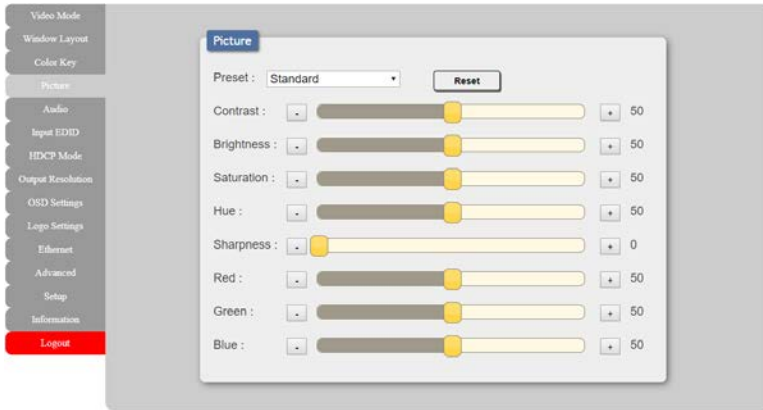 Video Mode
Window Layout
Color Key
Picture
Audio
Input EDID
HDCP Mode
Output Resolution
OSD Settings
Logo Settings
Ethernet
Advanced
Setup
Information
Logout
Picture
Preset : Standard Reset
Contrast : - + 50
Brightness : - + 50
Saturation : - + 50
Hue : - + 50
Sharpness : - + 0
Red : - + 50
Green : - + 50
Blue : - + 50